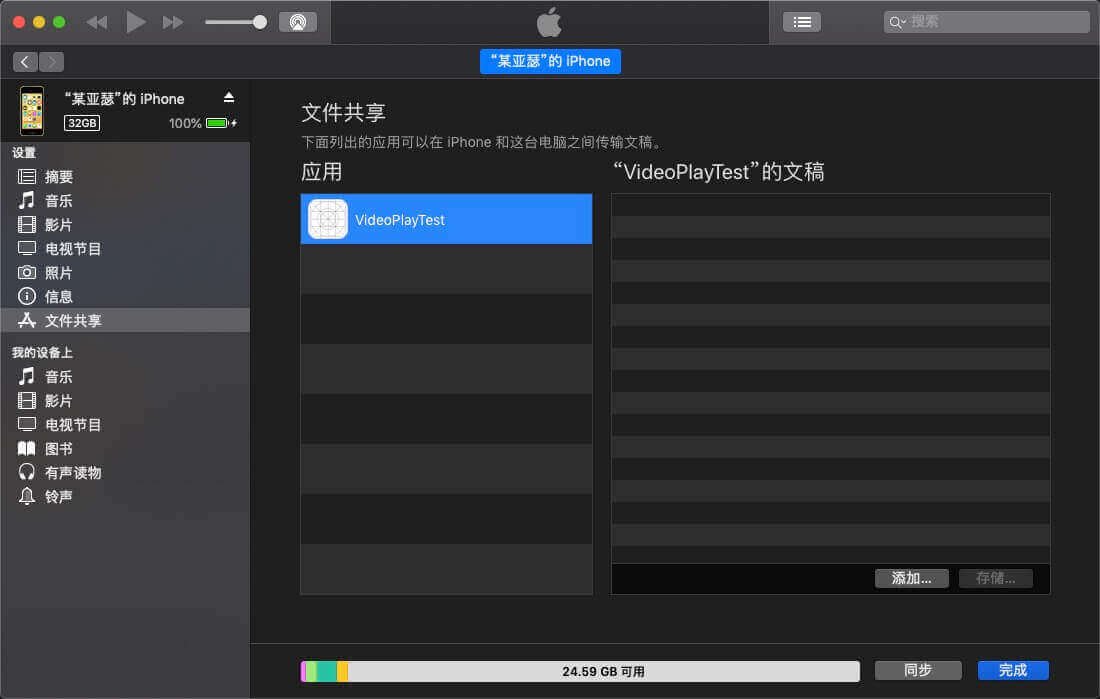 搜索
“某亚瑟”的 iPhone
“某亚瑟”的 iPhone
32GB
100%
设置
摘要
音乐
影片
电视节目
照片
信息
文件共享
我的设备上
音乐
影片
电视节目
图书
有声读物
铃声
文件共享
下面列出的应用可以在 iPhone 和这台电脑之间传输文稿。
应用
“VideoPlayTest”的文稿
VideoPlayTest
添加...
存储...
24.59 GB 可用
同步
完成